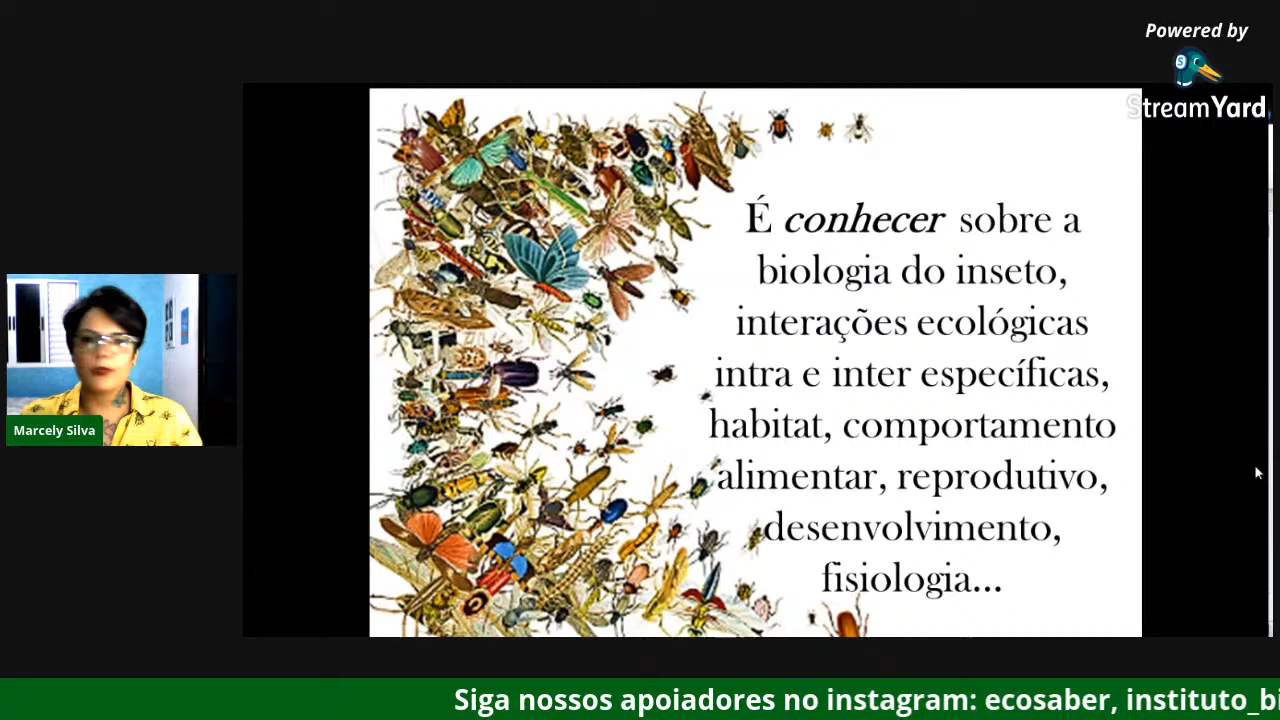 Powered by
StreamYard
É conhecer sobre a
biologia do inseto,
interações ecológicas
intra e inter específicas,
habitat, comportamento
alimentar, reprodutivo,
desenvolvimento,
fisiologia...
Marcely Silva
Siga nossos apoiadores no instagram: ecosaber, instituto_bi